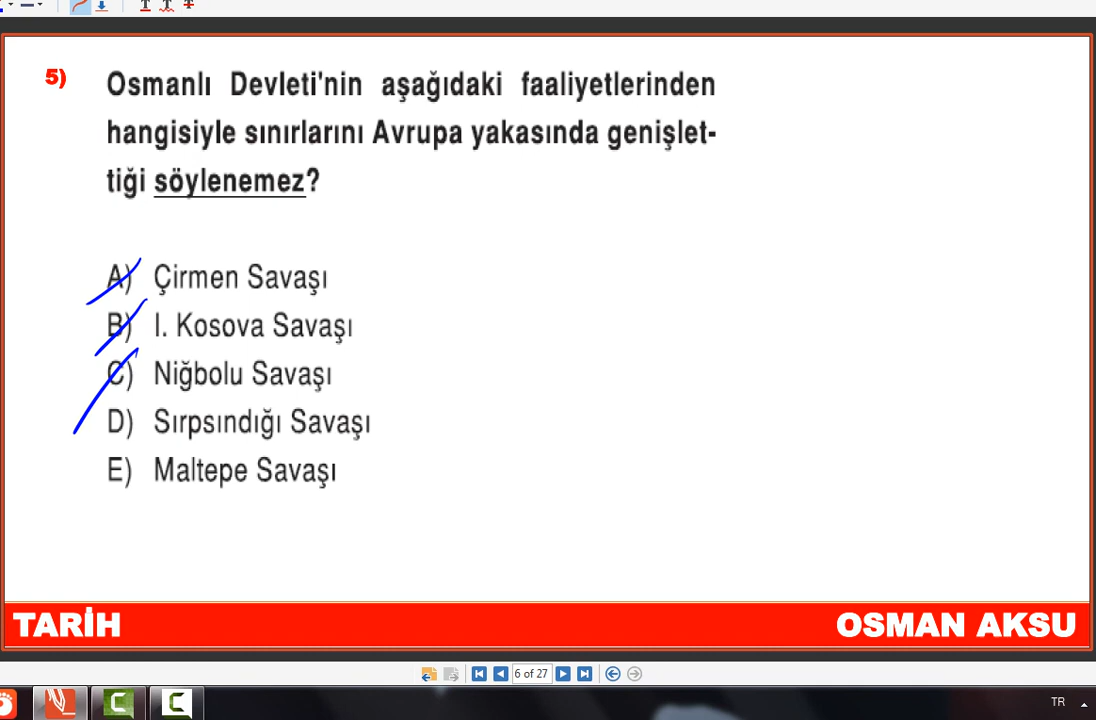 5) Osmanlı Devleti'nin aşağıdaki faaliyetlerinden
hangisiyle sınırlarını Avrupa yakasında genişlet-
tiği söylenemez?
A) Çirmen Savaşı
B) I. Kosova Savaşı
C) Niğbolu Savaşı
D) Sırpsındığı Savaşı
E) Maltepe Savaşı
TARİH OSMAN AKSU
6 of 27
TR